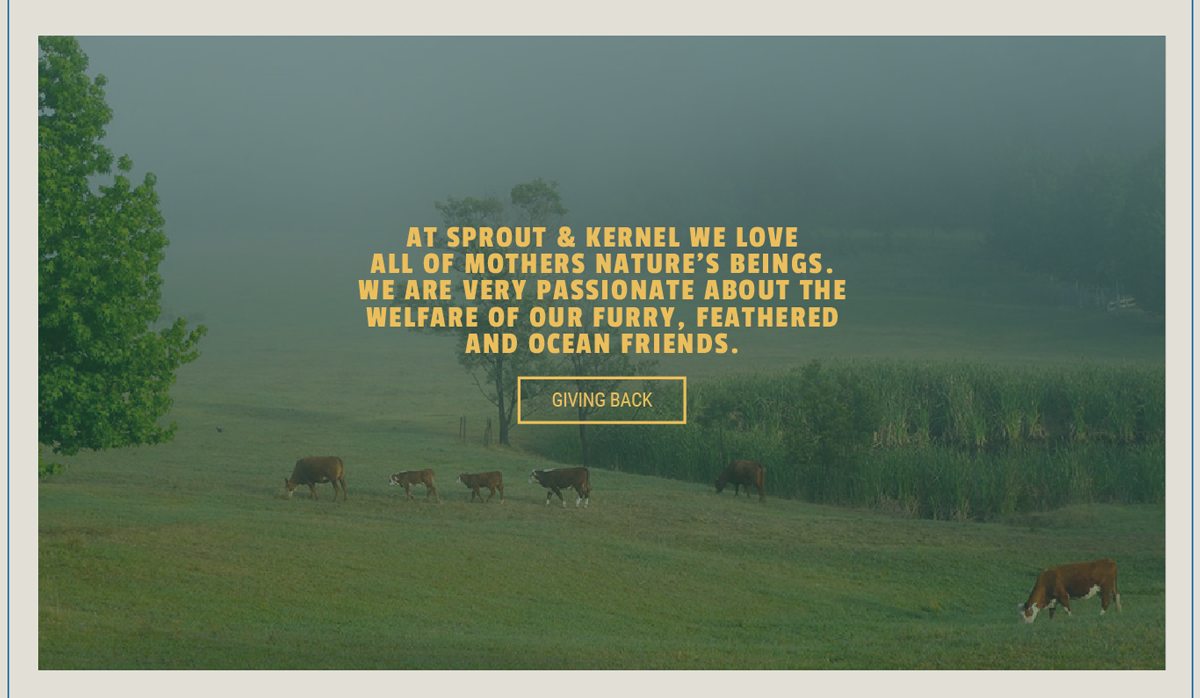 AT SPROUT & KERNEL WE LOVE
ALL OF MOTHERS NATURE'S BEINGS.
WE ARE VERY PASSIONATE ABOUT THE
WELFARE OF OUR FURRY, FEATHERED
AND OCEAN FRIENDS.
GIVING BACK